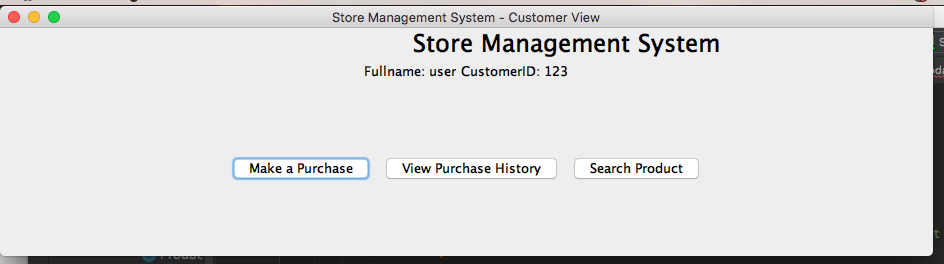 Store Management System - Customer View
Store Management System
Fullname: user CustomerID: 123
Make a Purchase
View Purchase History
Search Product